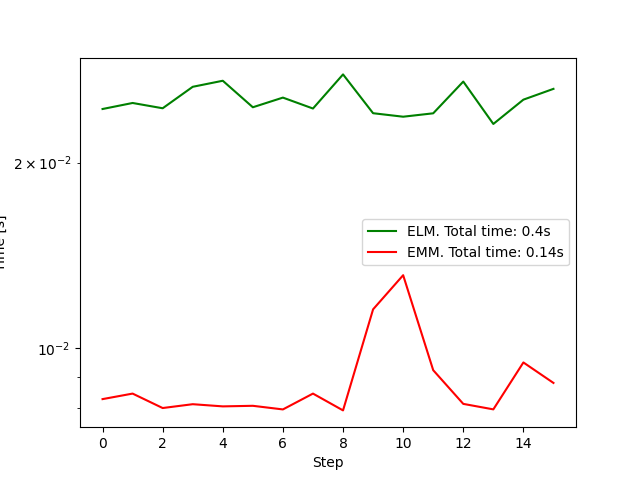 2 × 10⁻²
Time [s]
ELM. Total time: 0.4s
EMM. Total time: 0.14s
10⁻²
0 2 4 6 8 10 12 14
Step